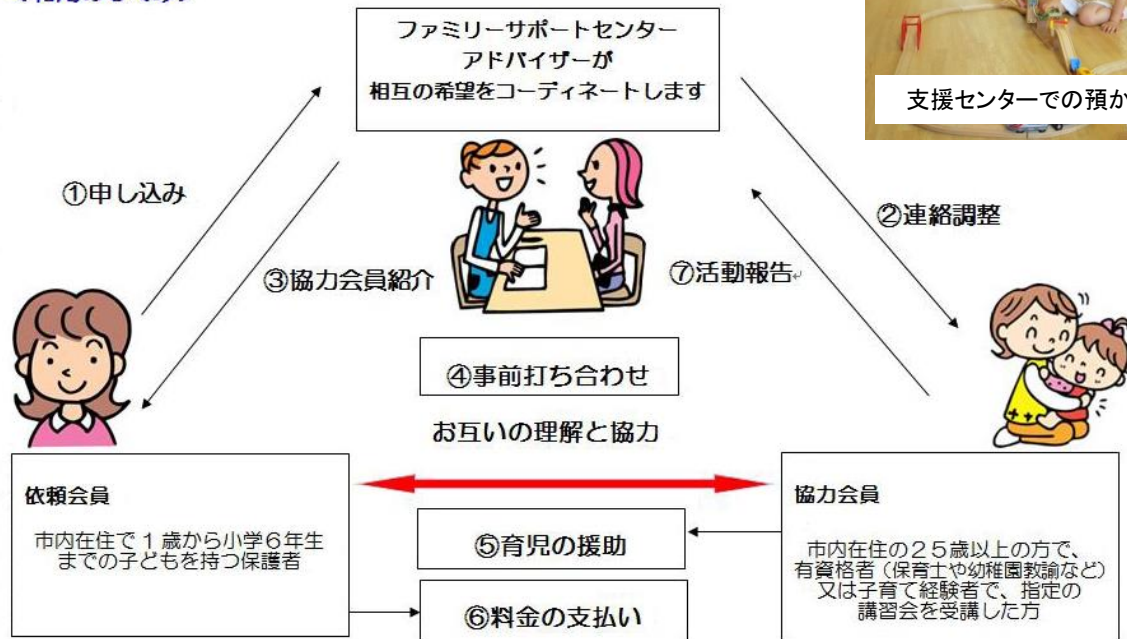 ファミリーサポートセンター
アドバイザーが
相互の希望をコーディネートします
支援センターでの預か
①申し込み
②連絡調整
③協力会員紹介
⑦活動報告
④事前打ち合わせ
お互いの理解と協力
依頼会員
市内在住で1歳から小学6年生
までの子どもを持つ保護者
協力会員
市内在住の25歳以上の方で、
有資格者(保育士や幼稚園教諭など)
又は子育て経験者で、指定の
講習会を受講した方
⑤育児の援助
⑥料金の支払い